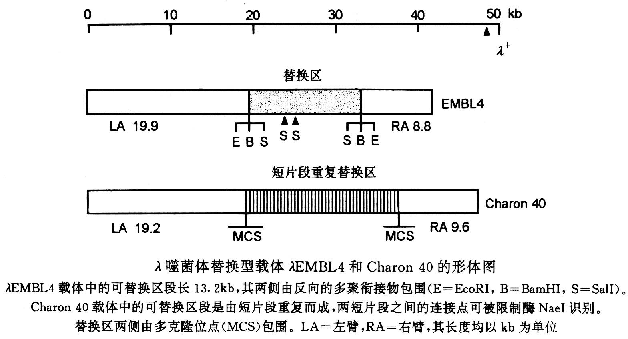 0 10 20 30 40 50 kb
λ⁺
替换区
EMBL4
LA 19.9 RA 8.8
E B S S S S B E
短片段重复替换区
Charon 40
LA 19.2 RA 9.6
MCS MCS
λ噬菌体替换型载体 λEMBL4 和 Charon 40 的形体图
λEMBL4 载体中的可替换区段长 13.2kb,其两侧由反向的多聚衔接物包围(E=EcoRI, B=BamHI, S=SalI)。
Charon 40 载体中的可替换区段是由短片段重复而成,两短片段之间的连接点可被限制酶 NaeI 识别。
替换区两侧由多克隆位点(MCS)包围。LA=左臂,RA=右臂,其长度均以 kb 为单位